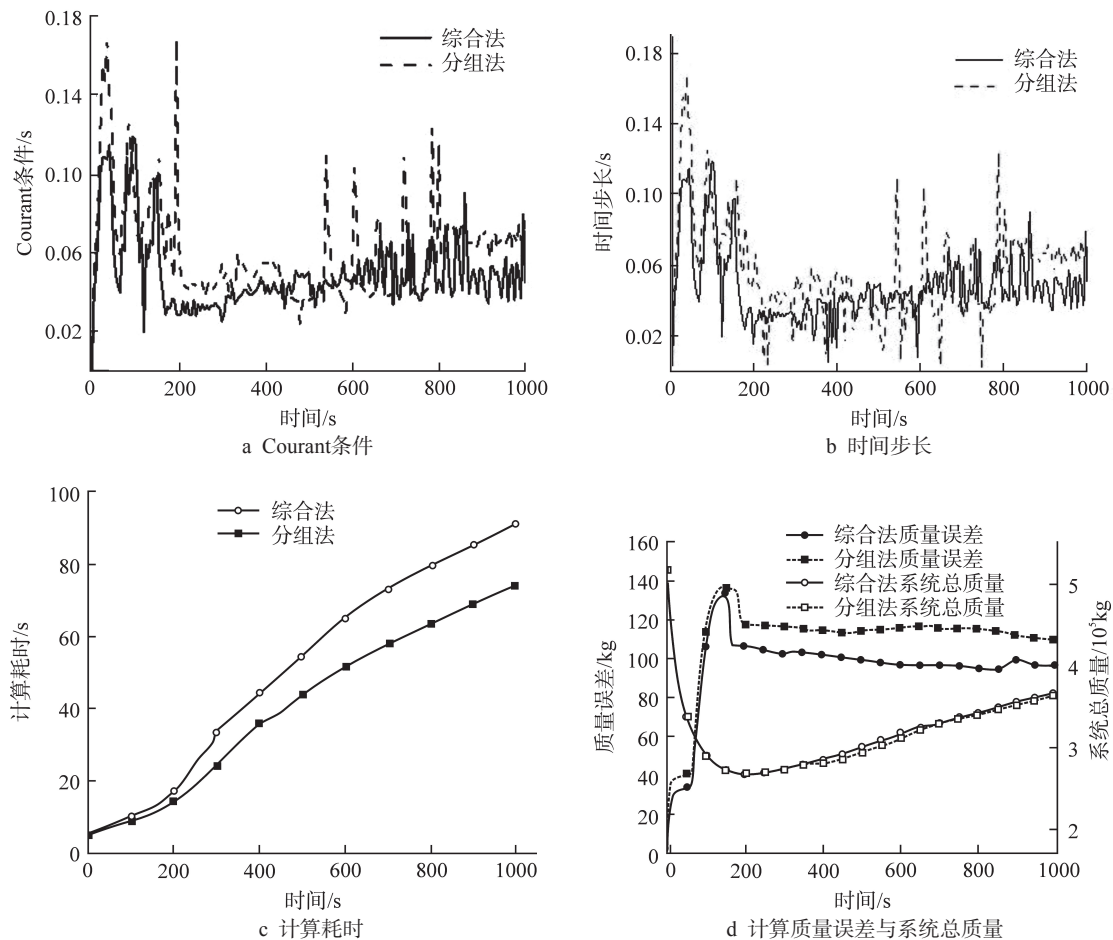 0.18
0.14
0.10
0.06
0.02
0
200
400
600
800
1000
Courant条件/s
时间/s
综合法
分组法
a Courant条件
0.18
0.14
0.10
0.06
0.02
0
200
400
600
800
1000
时间步长/s
时间/s
综合法
分组法
b 时间步长
100
80
60
40
20
0
0
200
400
600
800
1000
计算耗时/s
时间/s
综合法
分组法
c 计算耗时
综合法质量误差
分组法质量误差
综合法系统总质量
分组法系统总质量
160
140
120
100
80
60
40
20
0
5
4
3
2
0
200
400
600
800
1000
质量误差/kg
系统总质量/10⁵kg
时间/s
d 计算质量误差与系统总质量